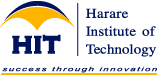 HIT
Harare
Institute of
Technology
success through innovation